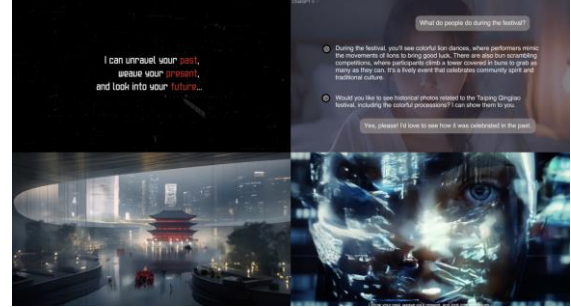 I can unravel your past,
weave your present,
and look into your future...
ChatGPT
What do people do during the festival?
During the festival, you'll see colorful lion dances, where performers mimic
the movements of lions to bring good luck. There are also bun scrambling
competitions, where participants climb a tower covered in buns to grab as
many as they can. It's a lively event that celebrates community spirit and
traditional culture.
Would you like to see historical photos related to the Taiping Qingjiao
festival, including the colorful processions? I can show them to you.
Yes, please! I'd love to see how it was celebrated in the past.